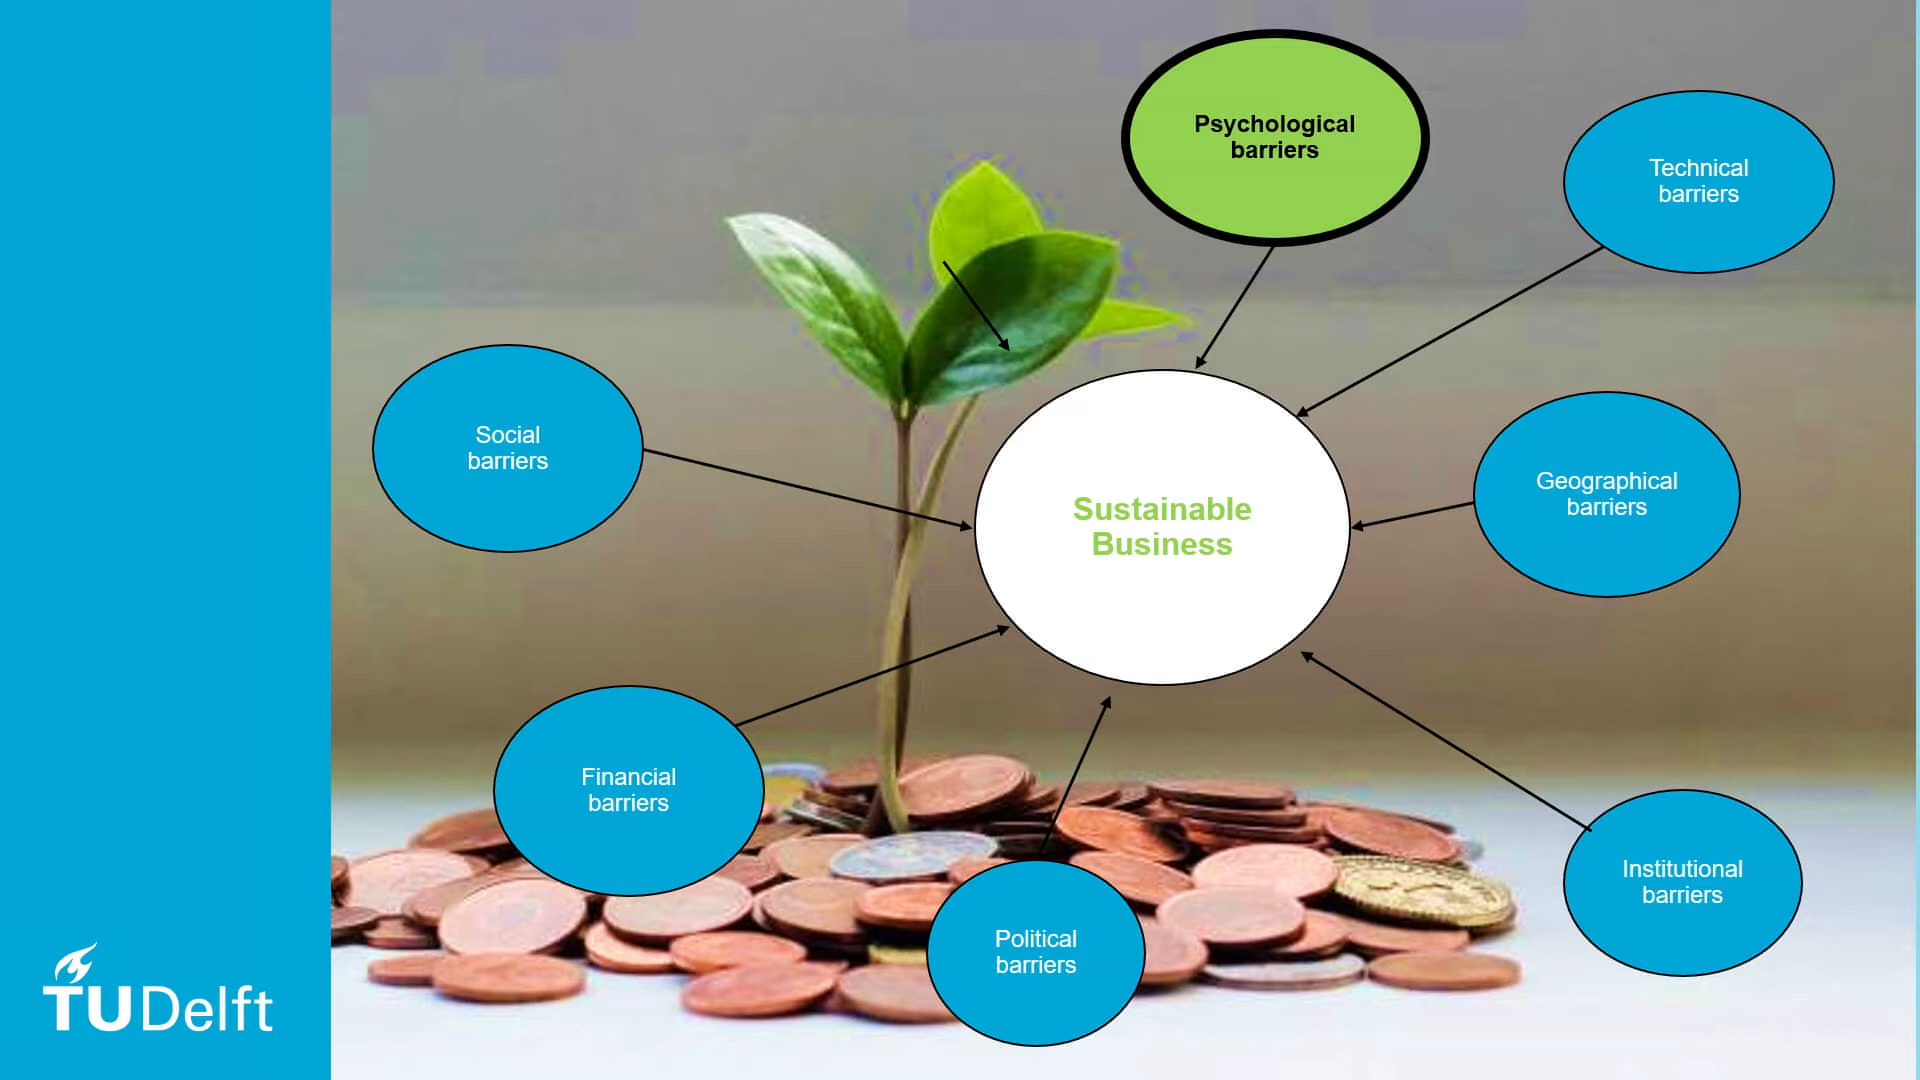 Psychological
barriers
Technical
barriers
Social
barriers
Geographical
barriers
Sustainable
Business
Financial
barriers
Institutional
barriers
Political
barriers
TUDelft